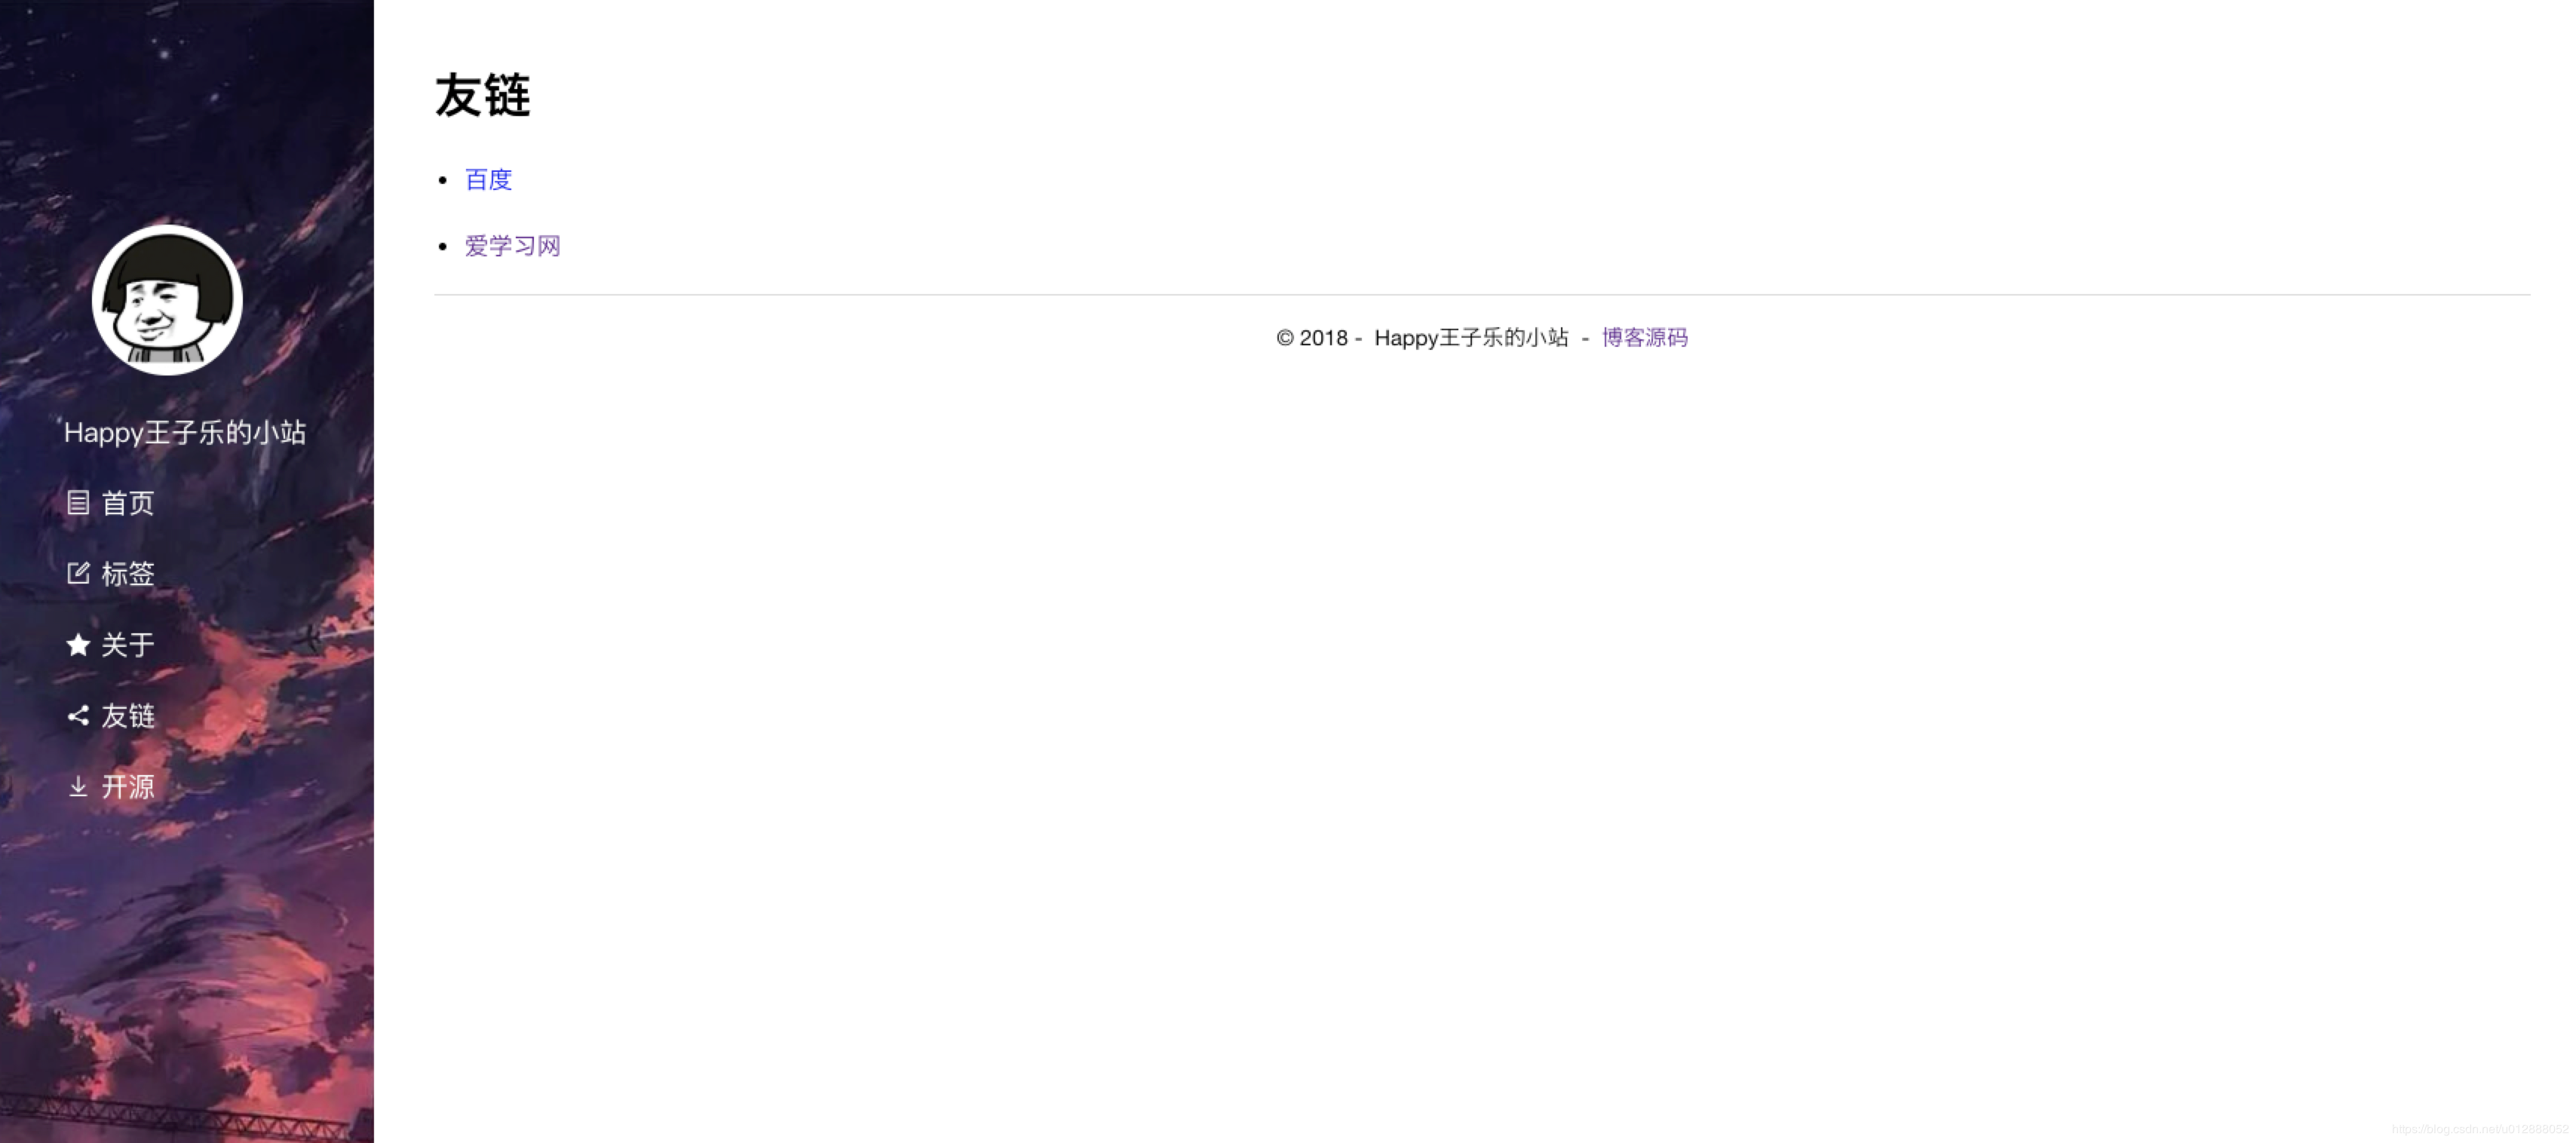 Happy王子乐的小站
首页
标签
关于
友链
开源
友链
百度
爱学习网
© 2018 - Happy王子乐的小站 - 博客源码
https://blog.csdn.net/u012888052